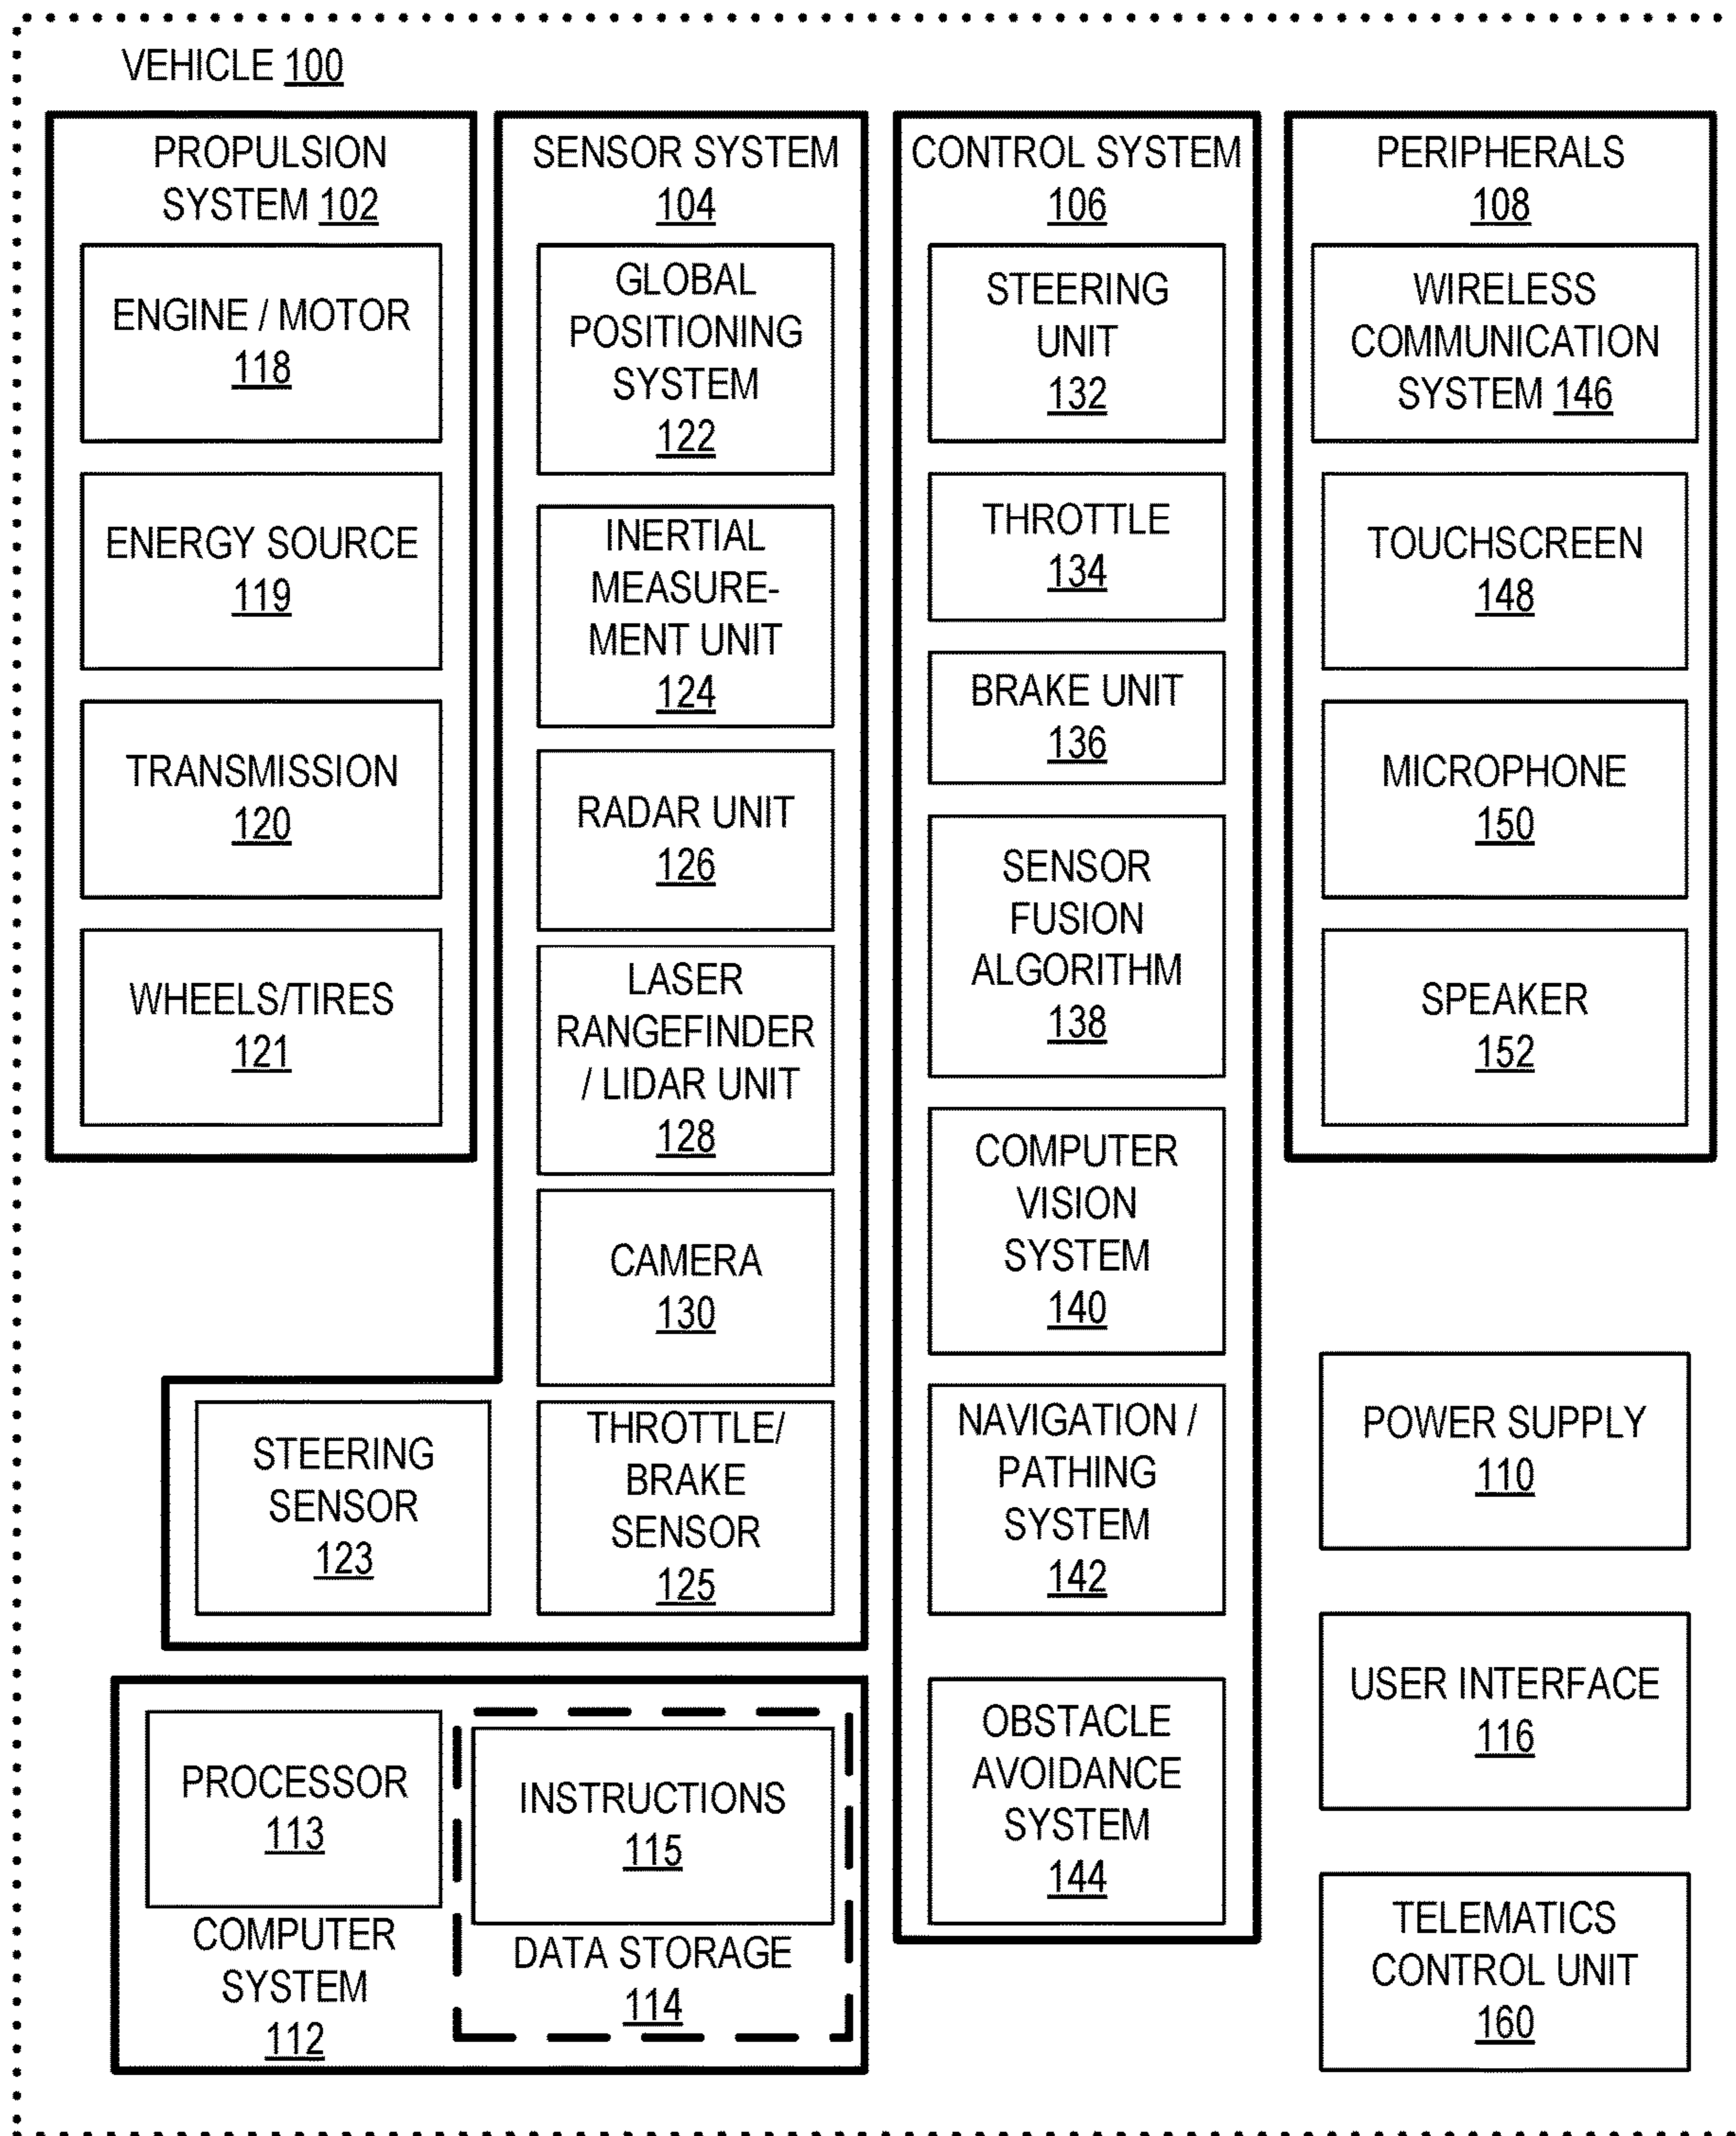 VEHICLE 100
PROPULSION
SYSTEM 102
ENGINE / MOTOR
118
ENERGY SOURCE
119
TRANSMISSION
120
WHEELS/TIRES
121
SENSOR SYSTEM
104
GLOBAL
POSITIONING
SYSTEM
122
INERTIAL
MEASURE-
MENT UNIT
124
RADAR UNIT
126
LASER
RANGEFINDER
/ LIDAR UNIT
128
CAMERA
130
STEERING
SENSOR
123
THROTTLE/
BRAKE
SENSOR
125
CONTROL SYSTEM
106
STEERING
UNIT
132
THROTTLE
134
BRAKE UNIT
136
SENSOR
FUSION
ALGORITHM
138
COMPUTER
VISION
SYSTEM
140
NAVIGATION /
PATHING
SYSTEM
142
OBSTACLE
AVOIDANCE
SYSTEM
144
PERIPHERALS
108
WIRELESS
COMMUNICATION
SYSTEM 146
TOUCHSCREEN
148
MICROPHONE
150
SPEAKER
152
POWER SUPPLY
110
USER INTERFACE
116
TELEMATICS
CONTROL UNIT
160
PROCESSOR
113
COMPUTER
SYSTEM
112
INSTRUCTIONS
115
DATA STORAGE
114